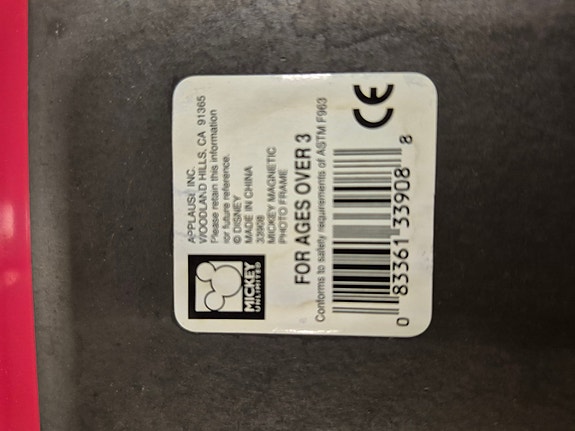 APPLAUSE INC.
WOODLAND HILLS, CA 91365
Please retain this information
for future reference.
© DISNEY
MADE IN CHINA
33908
MICKEY MAGNETIC
PHOTO FRAME
MICKEY
UNLIMITED
FOR AGES OVER 3
Conforms to safety requirements of ASTM F963
0 83361 33908 8
CE